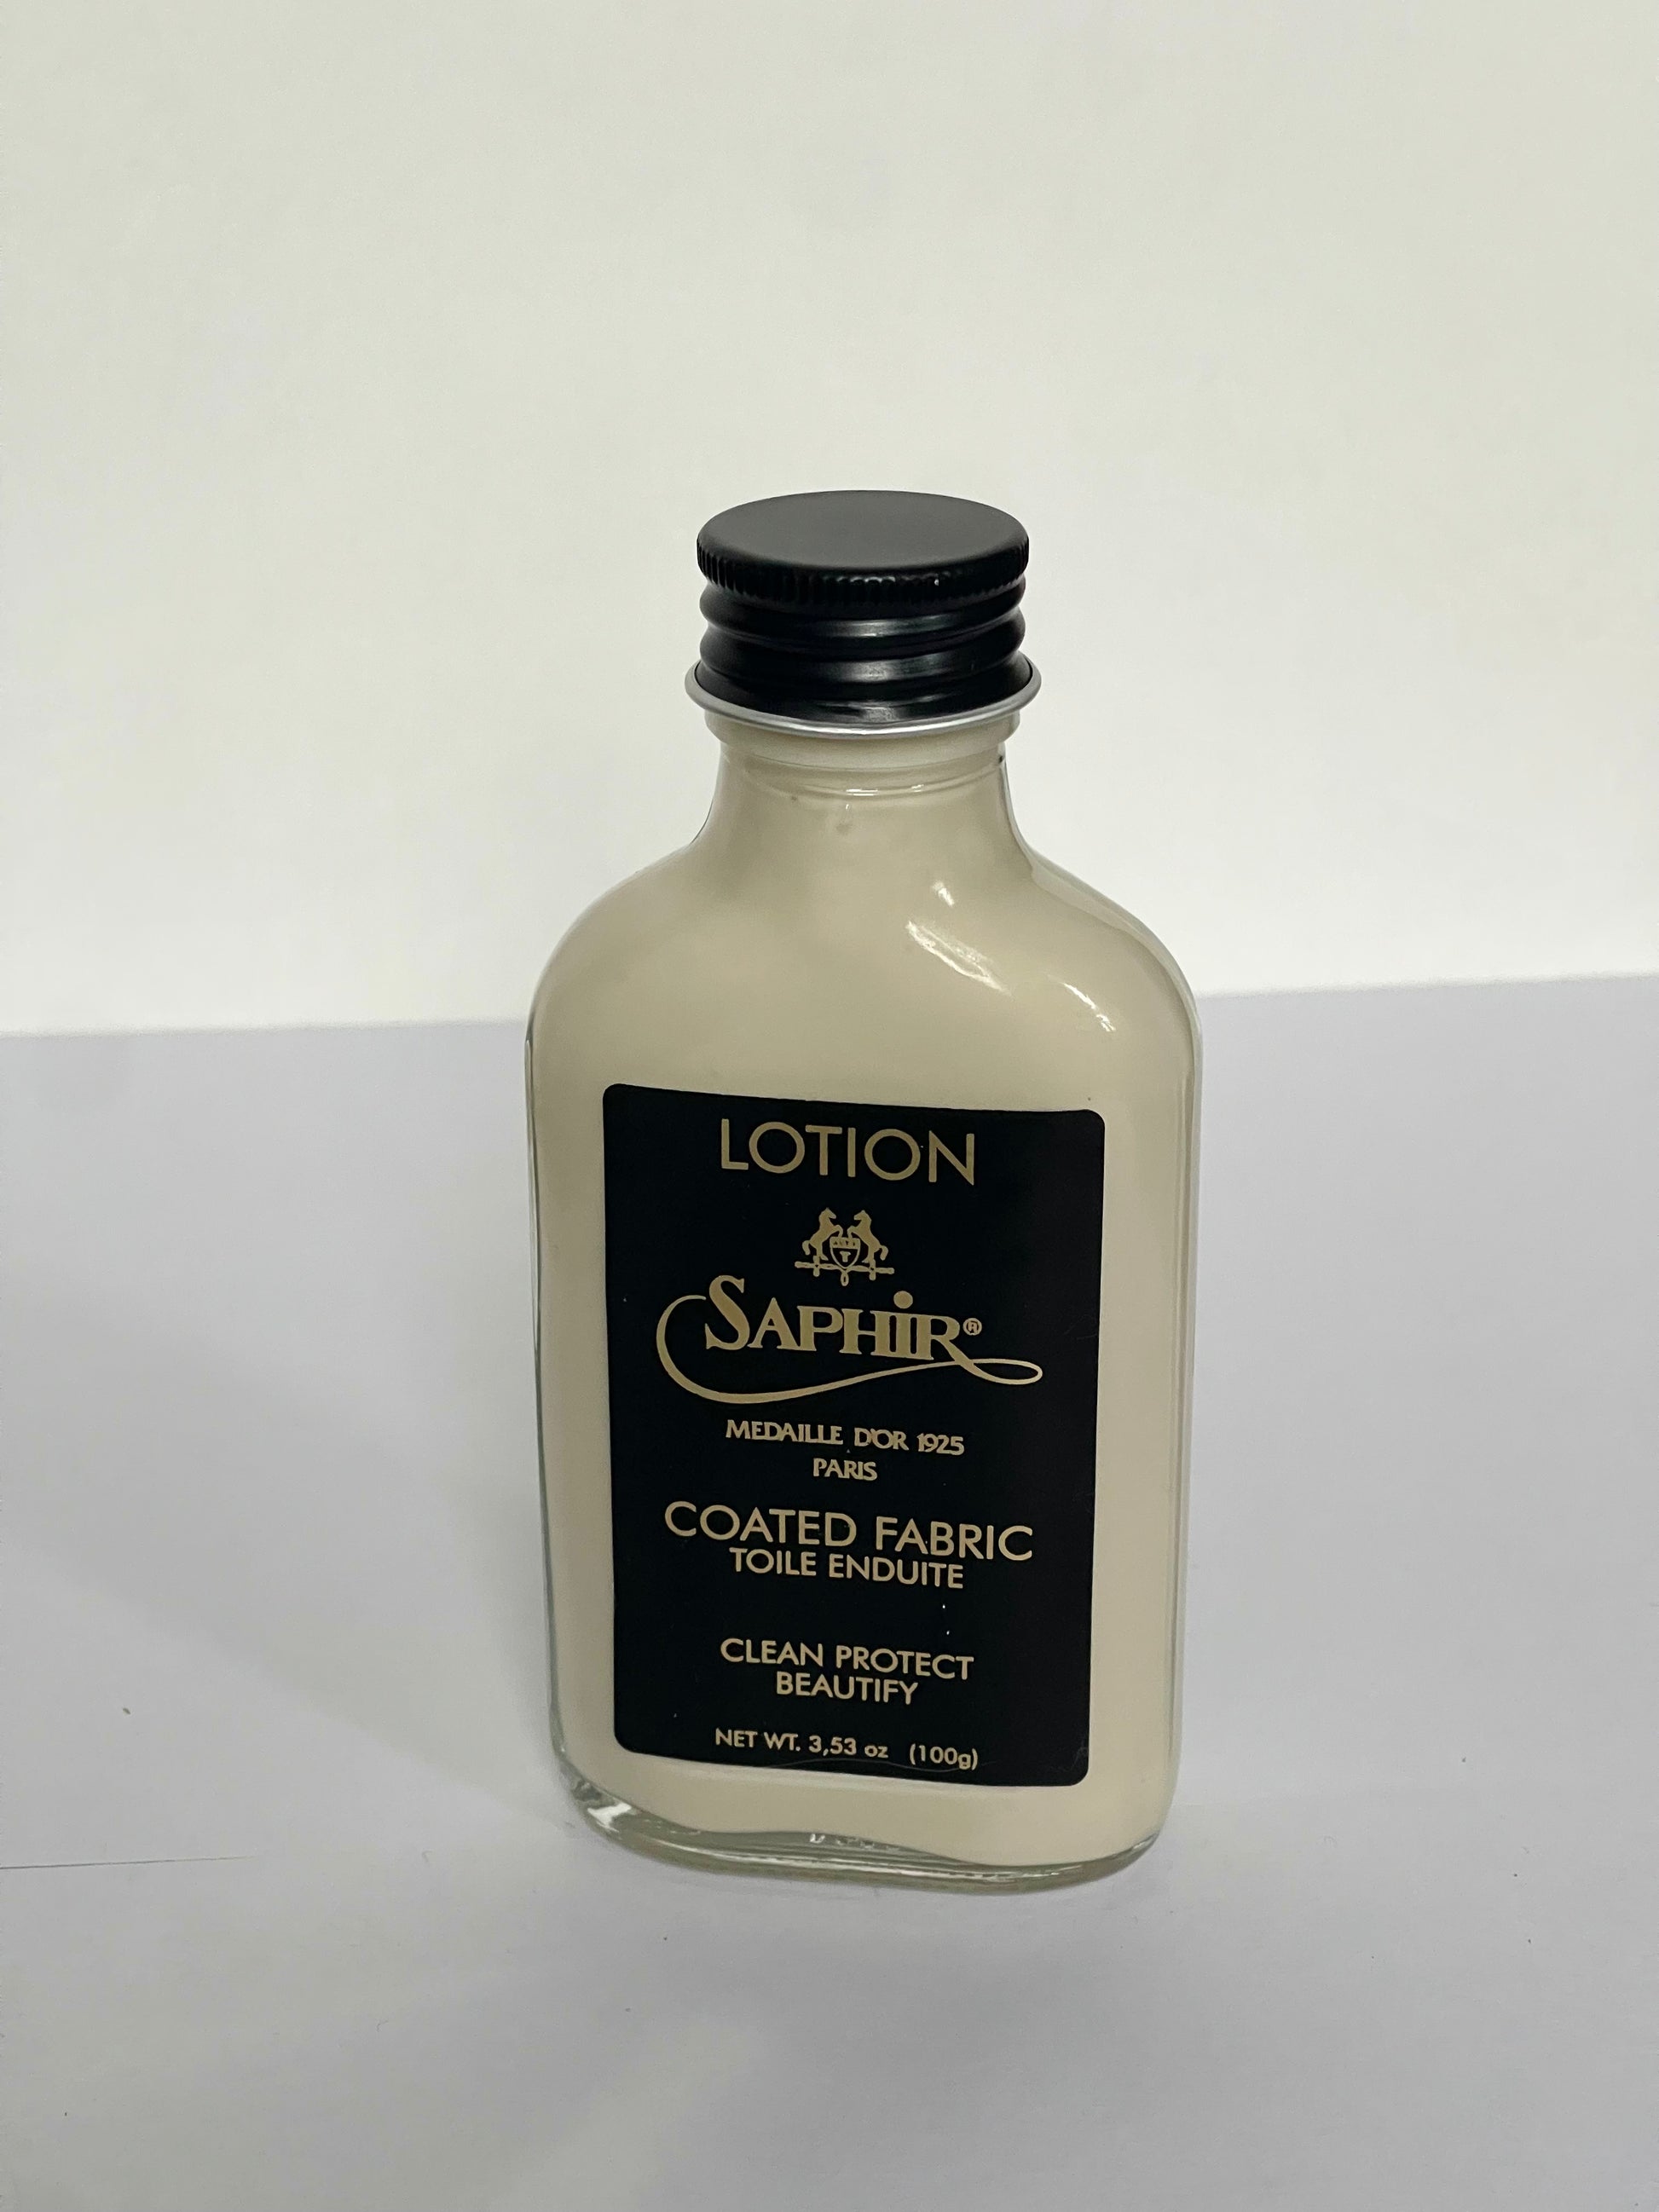 LOTION
T
SAPHIR®
MEDAILLE D'OR 1925
PARIS
COATED FABRIC
TOILE ENDUITE
CLEAN PROTECT
BEAUTIFY
NET WT. 3,53 oz (100g)